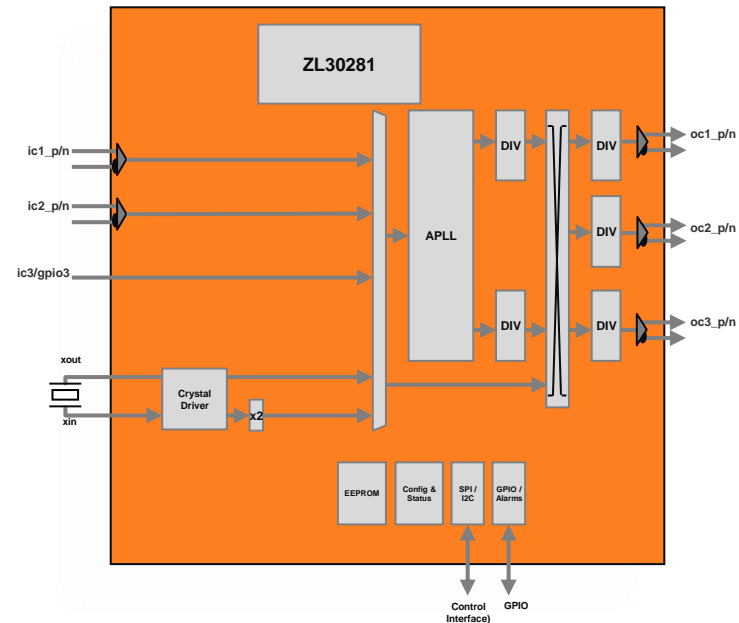 ZL30281
ic1_p/n
ic2_p/n
ic3/gpio3
xout
xin
Crystal
Driver
x2
APLL
DIV
DIV
DIV
DIV
DIV
oc1_p/n
oc2_p/n
oc3_p/n
EEPROM
Config &
Status
SPI /
I2C
GPIO /
Alarms
Control
Interface)
GPIO